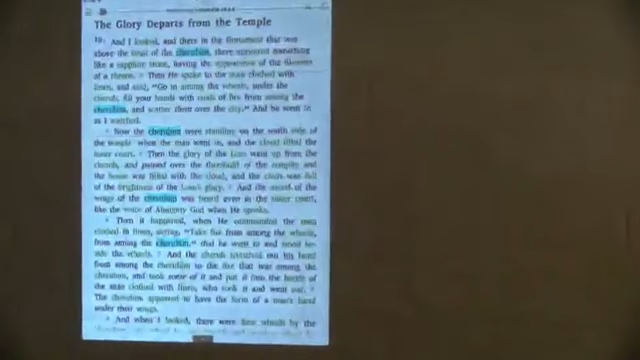 The Glory Departs from the Temple
10: And I looked, and there in the firmament that was
above the head of the cherubim, there appeared something
like a sapphire stone, having the appearance of the likeness
of a throne. Then He spoke to the man clothed with
linen, and said, "Go in among the wheels, under the
cherub, fill your hands with coals of fire from among the
cherubim, and scatter them over the city." And he went in
as I watched.
Now the cherubim were standing on the south side of
the temple when the man went in, and the cloud filled the
inner court. Then the glory of the LORD went up from the
cherub, and paused over the threshold of the temple; and
the house was filled with the cloud, and the court was full
of the brightness of the LORD's glory. And the sound of the
wings of the cherubim was heard even in the outer court,
like the voice of Almighty God when He speaks.
Then it happened, when He commanded the man
clothed in linen, saying, "Take fire from among the wheels,
from among the cherubim," that he went in and stood be-
side the wheels. And the cherub stretched out his hand
from among the cherubim to the fire that was among the
cherubim, and took some of it and put it into the hands of
the man clothed with linen, who took it and went out.
The cherubim appeared to have the form of a man's hand
under their wings.
And when I looked, there were four wheels by the